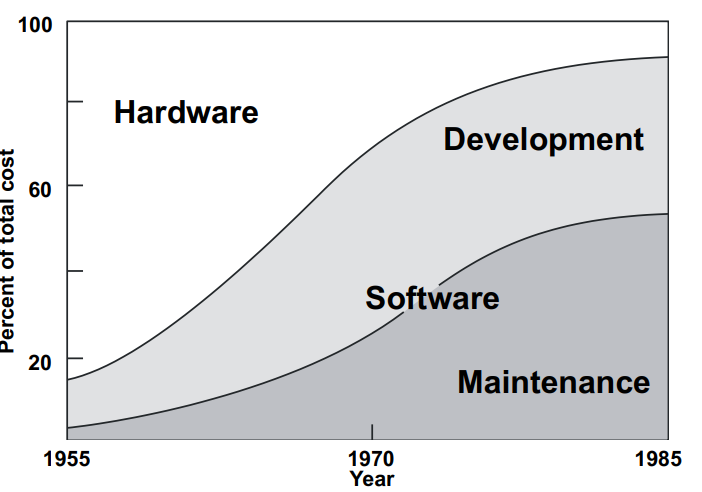 100
Hardware
Development
Percent of total cost
60
Software
20
Maintenance
1955
1970
1985
Year